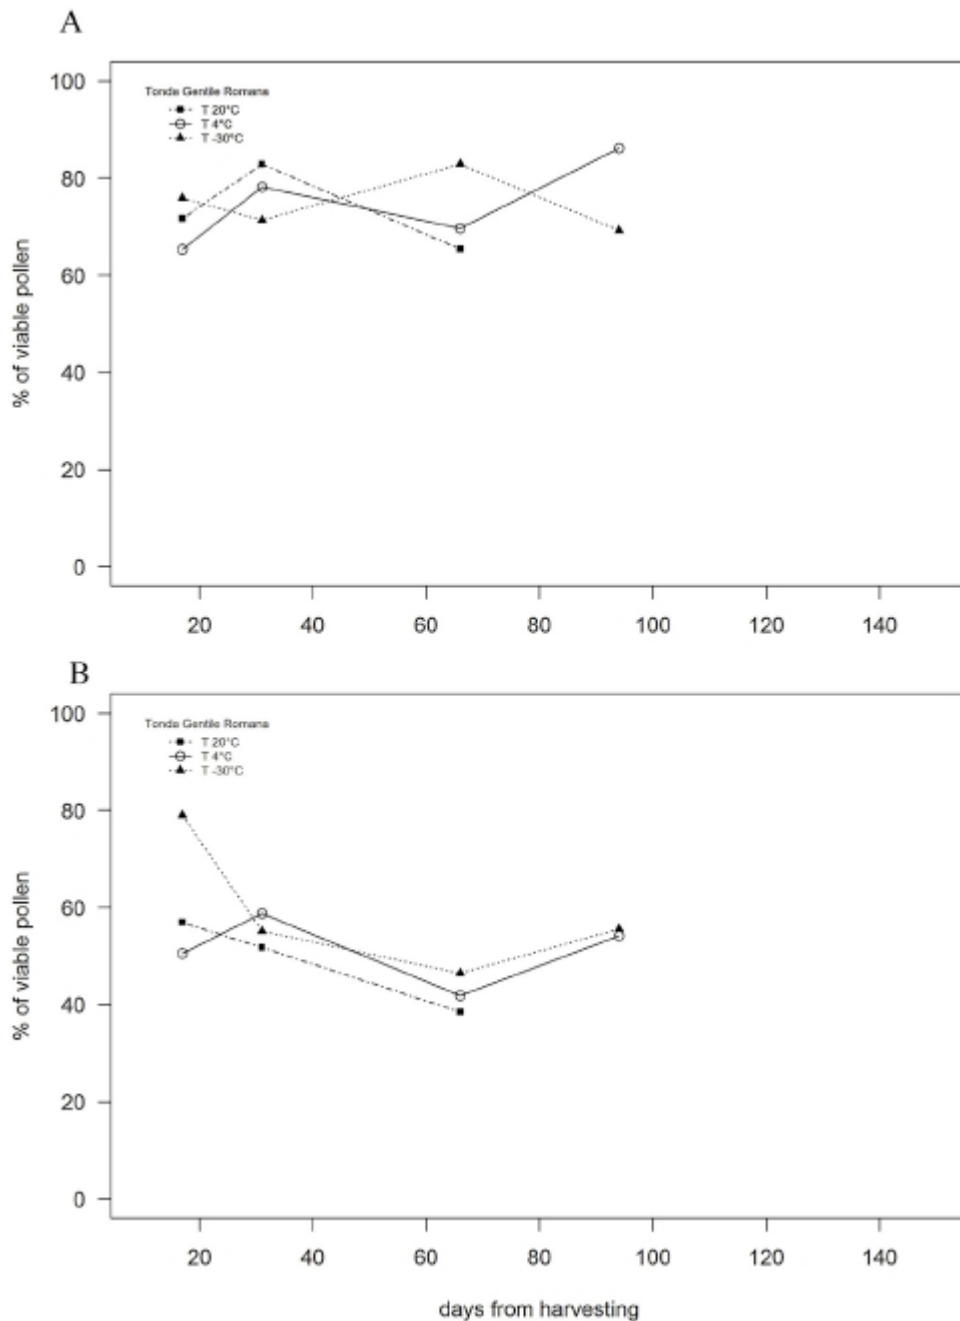 A
100
80
60
40
20
0
% of viable pollen
Tonda Gentile Romana
T 20°C
T 4°C
T -30°C
20 40 60 80 100 120 140
B
100
80
60
40
20
0
% of viable pollen
Tonda Gentile Romana
T 20°C
T 4°C
T -30°C
20 40 60 80 100 120 140
days from harvesting